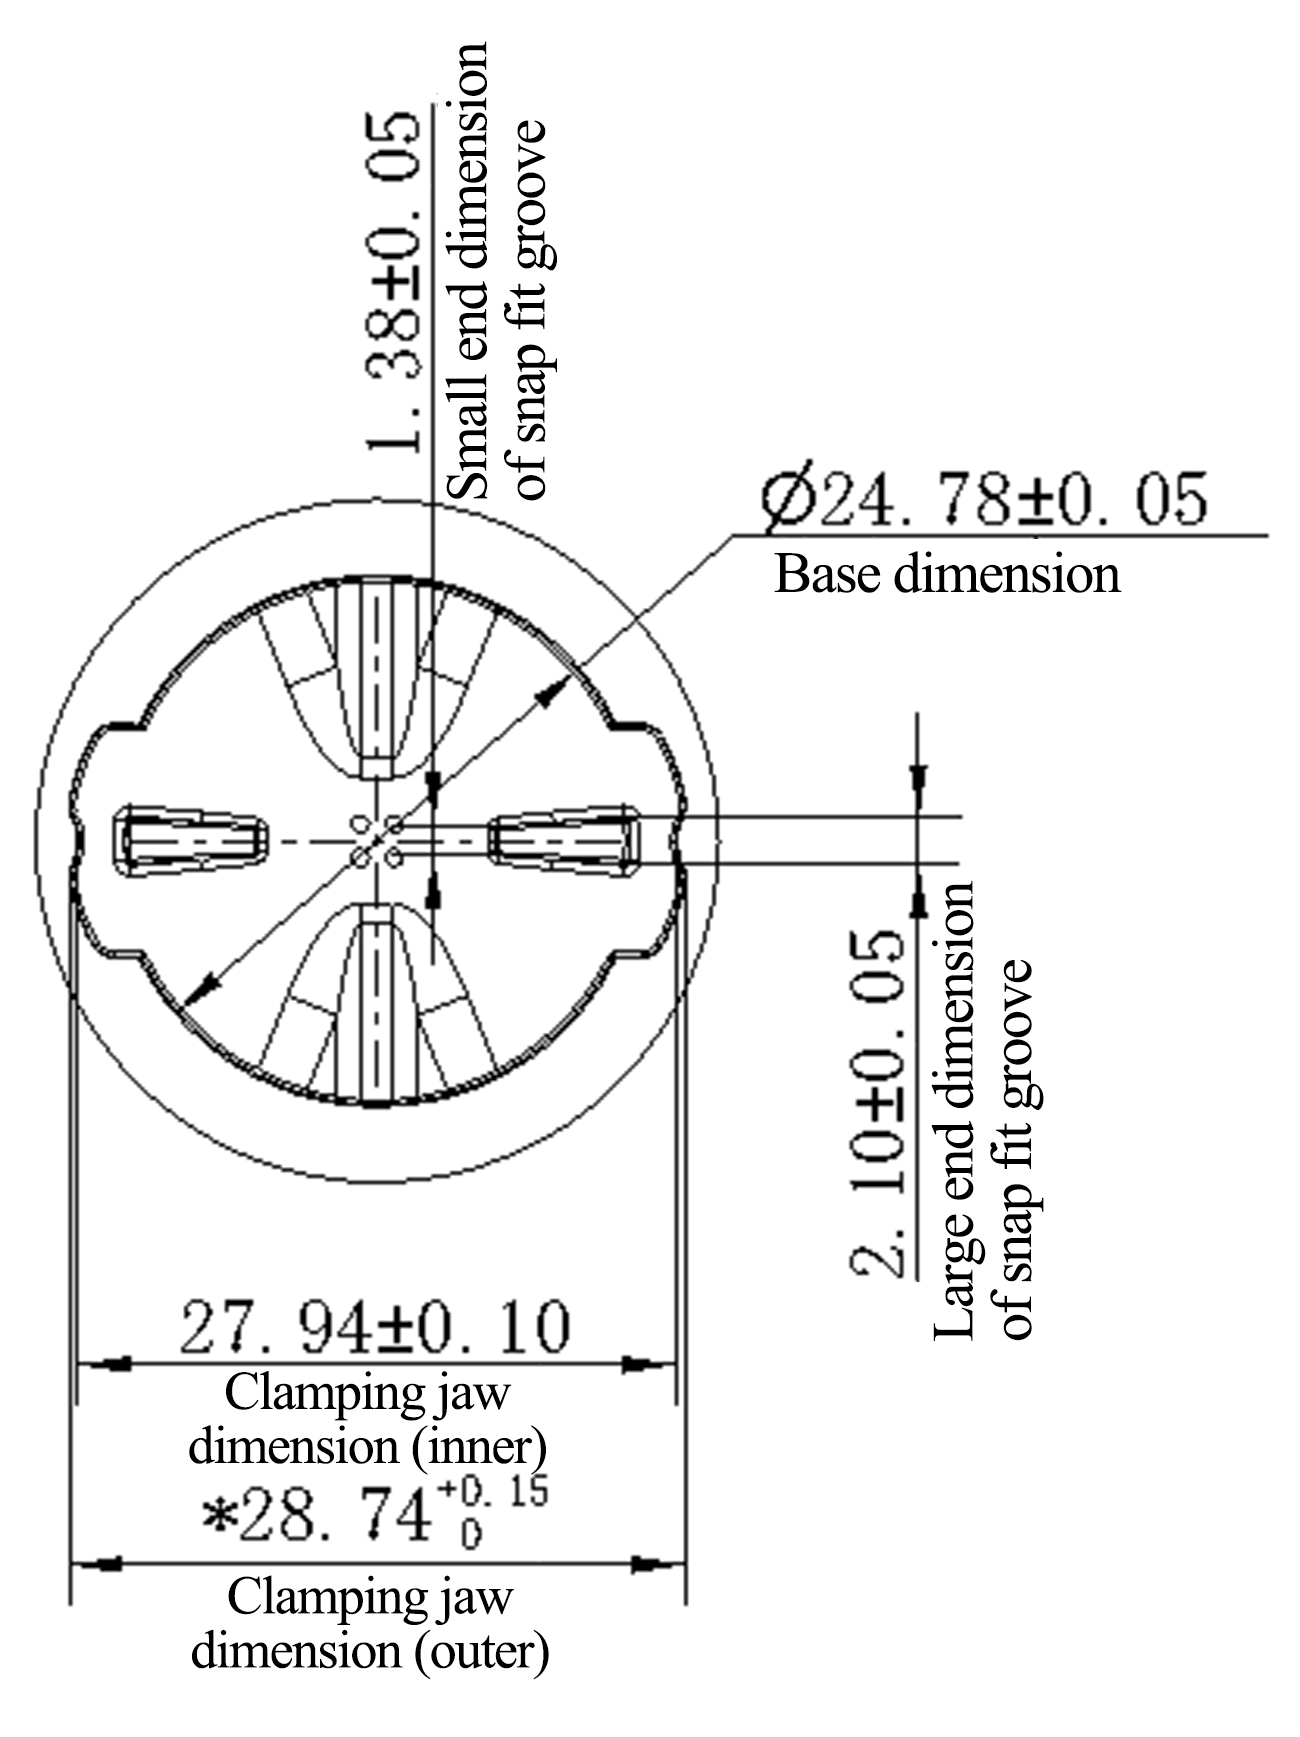 1.38±0.05
Small end dimension
of snap fit groove
Ø24.78±0.05
Base dimension
2.10±0.05
Large end dimension
of snap fit groove
27.94±0.10
Clamping jaw
dimension (inner)
*28.74 +0.15
0
Clamping jaw
dimension (outer)